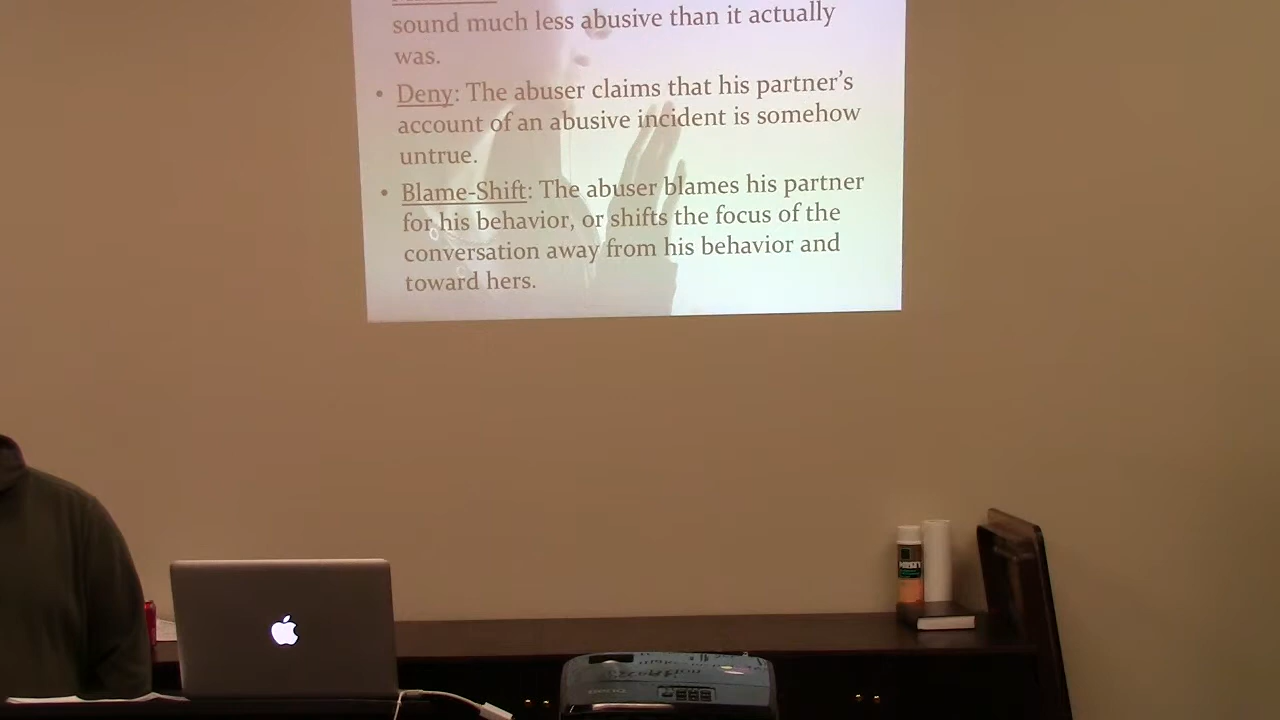 sound much less abusive than it actually
was.
• Deny: The abuser claims that his partner's
account of an abusive incident is somehow
untrue.
• Blame-Shift: The abuser blames his partner
for his behavior, or shifts the focus of the
conversation away from his behavior and
toward hers.